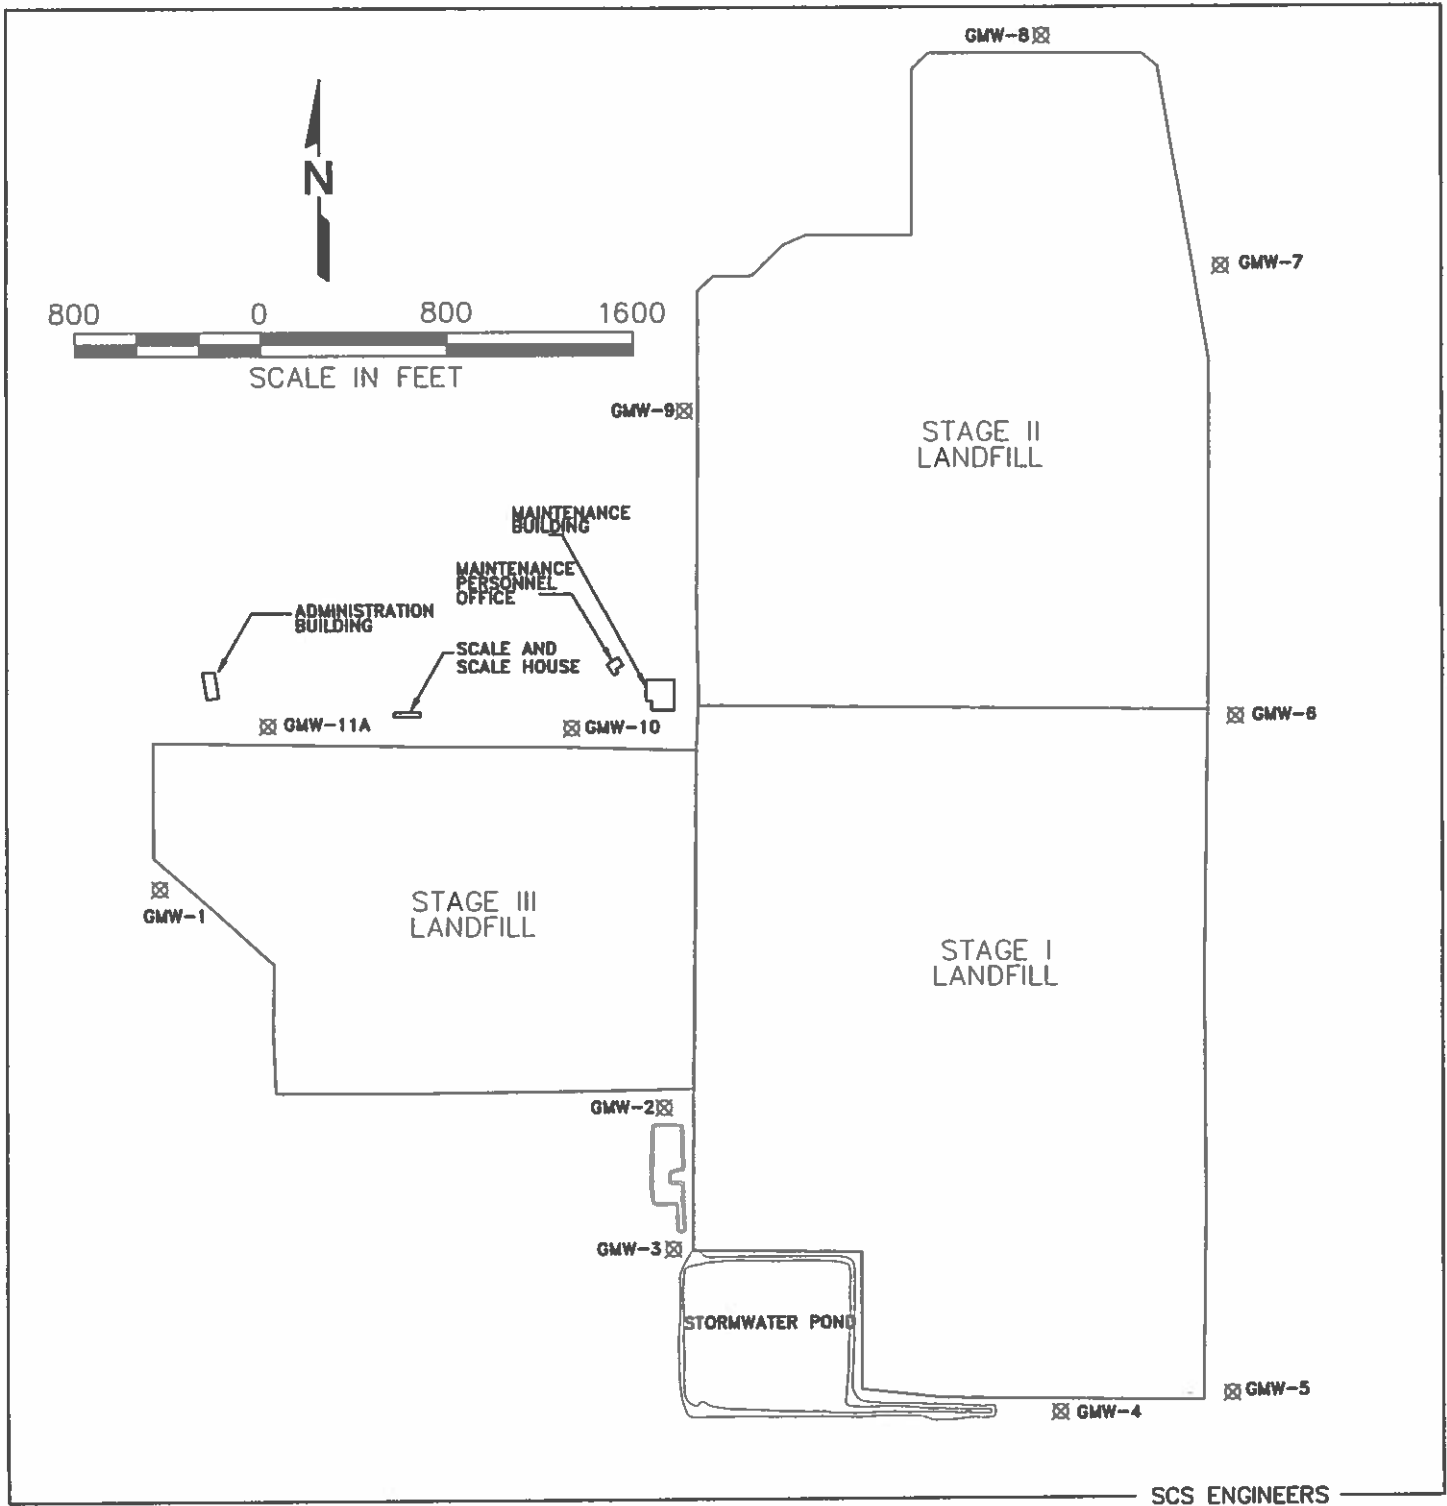 GMW-8
N
GMW-7
800 0 800 1600
SCALE IN FEET
GMW-9
STAGE II
LANDFILL
MAINTENANCE
BUILDING
MAINTENANCE
PERSONNEL
OFFICE
ADMINISTRATION
BUILDING
SCALE AND
SCALE HOUSE
GMW-11A
GMW-10
GMW-6
STAGE III
LANDFILL
GMW-1
STAGE I
LANDFILL
GMW-2
GMW-3
STORMWATER POND
GMW-5
GMW-4
SCS ENGINEERS